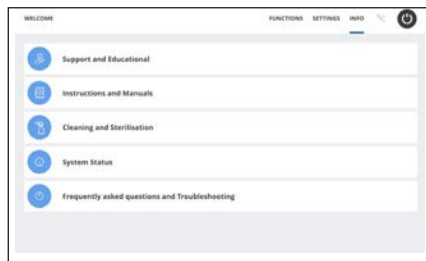 WELCOME FUNCTIONS SETTINGS INFO
Support and Educational
Instructions and Manuals
Cleaning and Sterilisation
System Status
Frequently asked questions and Troubleshooting